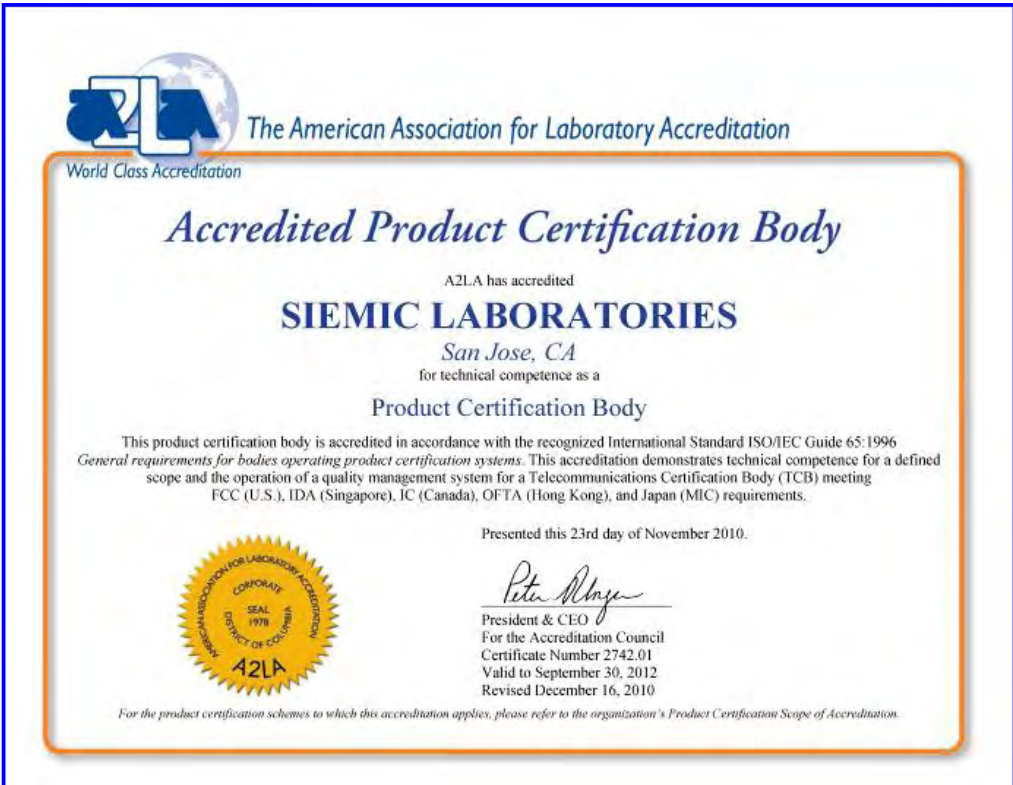 a2La
The American Association for Laboratory Accreditation
World Class Accreditation
Accredited Product Certification Body
A2LA has accredited
SIEMIC LABORATORIES
San Jose, CA
for technical competence as a
Product Certification Body
This product certification body is accredited in accordance with the recognized International Standard ISO/IEC Guide 65:1996
General requirements for bodies operating product certification systems. This accreditation demonstrates technical competence for a defined
scope and the operation of a quality management system for a Telecommunications Certification Body (TCB) meeting
FCC (U.S.), IDA (Singapore), IC (Canada), OFTA (Hong Kong), and Japan (MIC) requirements.
Presented this 23rd day of November 2010.
AMERICAN ASSOCIATION FOR LABORATORY ACCREDITATION
CORPORATE
SEAL
1978
DISTRICT OF COLUMBIA
A2LA
President & CEO
For the Accreditation Council
Certificate Number 2742.01
Valid to September 30, 2012
Revised December 16, 2010
For the product certification schemes to which this accreditation applies, please refer to the organization's Product Certification Scope of Accreditation.